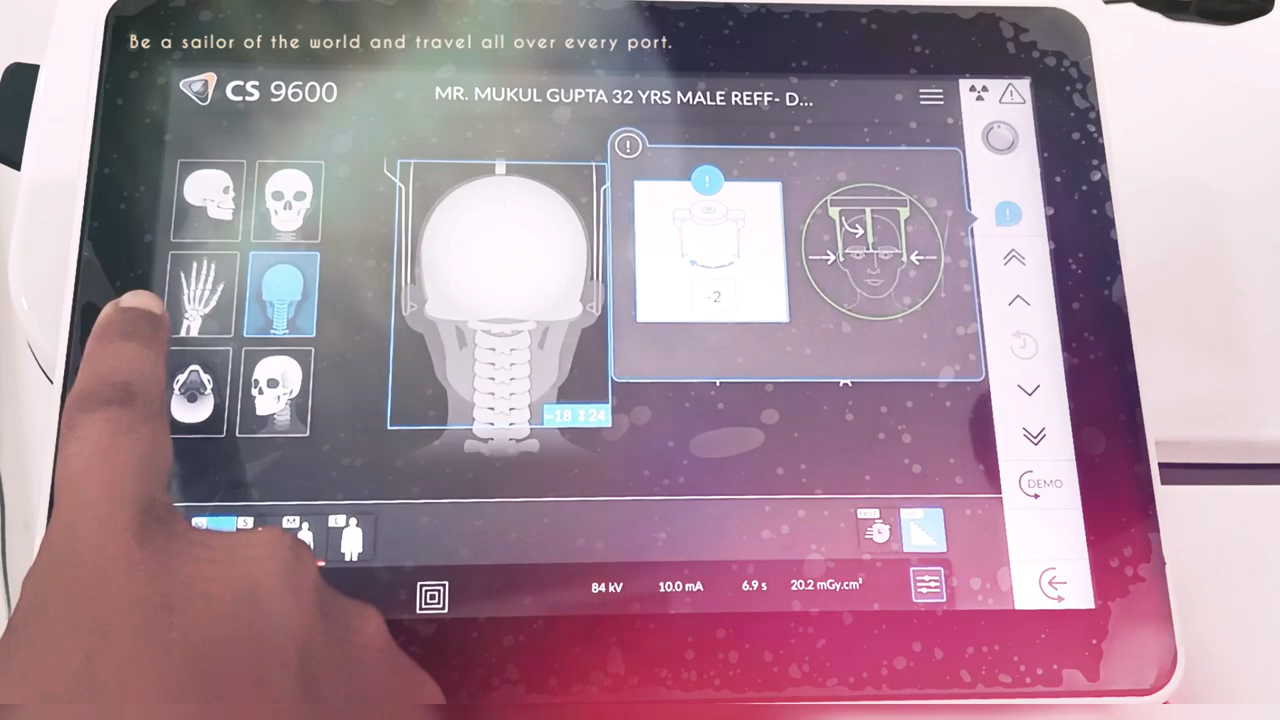 Be a sailor of the world and travel all over every port.
CS 9600
MR. MUKUL GUPTA 32 YRS MALE REFF- D...
-2
-18 ↕24
DEMO
S
M
L
FAST
84 kV
10.0 mA
6.9 s
20.2 mGy.cm²